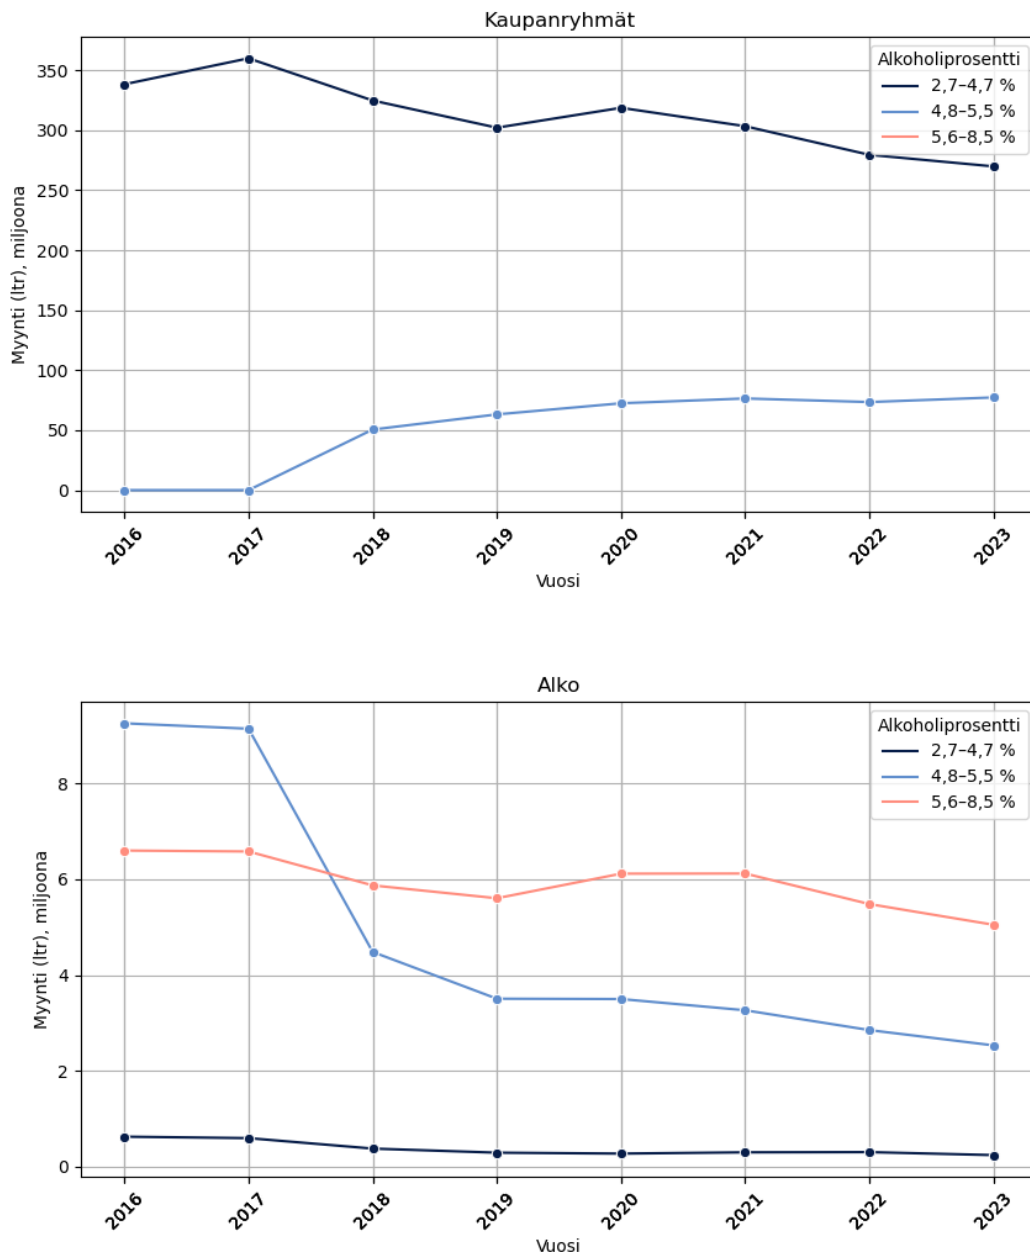 Kaupanryhmät
Myynti (ltr), miljoona
350
300
250
200
150
100
50
0
Alkoholiprosentti
2,7–4,7 %
4,8–5,5 %
5,6–8,5 %
2016 2017 2018 2019 2020 2021 2022 2023
Vuosi
Alko
Myynti (ltr), miljoona
8
6
4
2
0
Alkoholiprosentti
2,7–4,7 %
4,8–5,5 %
5,6–8,5 %
2016 2017 2018 2019 2020 2021 2022 2023
Vuosi